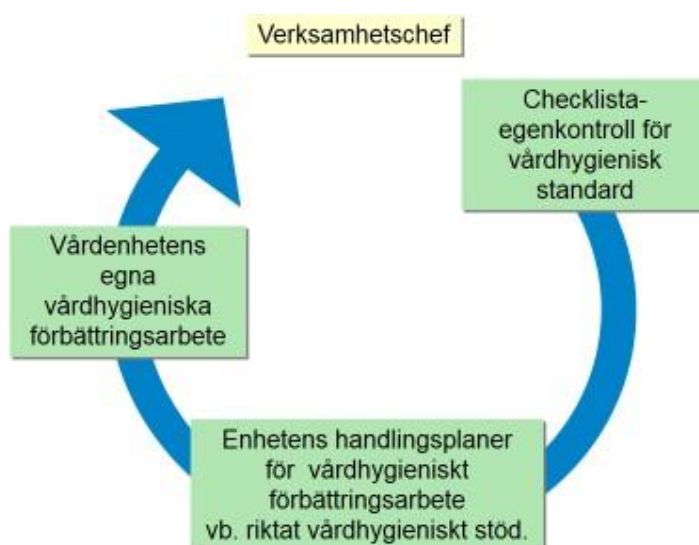 Verksamhetschef
Checklista-
egenkontroll för
vårdhygienisk
standard
Enhetens handlingsplaner
för vårdhygieniskt
förbättringsarbete
vb. riktat vårdhygieniskt stöd.
Vårdenhetens
egna
vårdhygieniska
förbättringsarbete